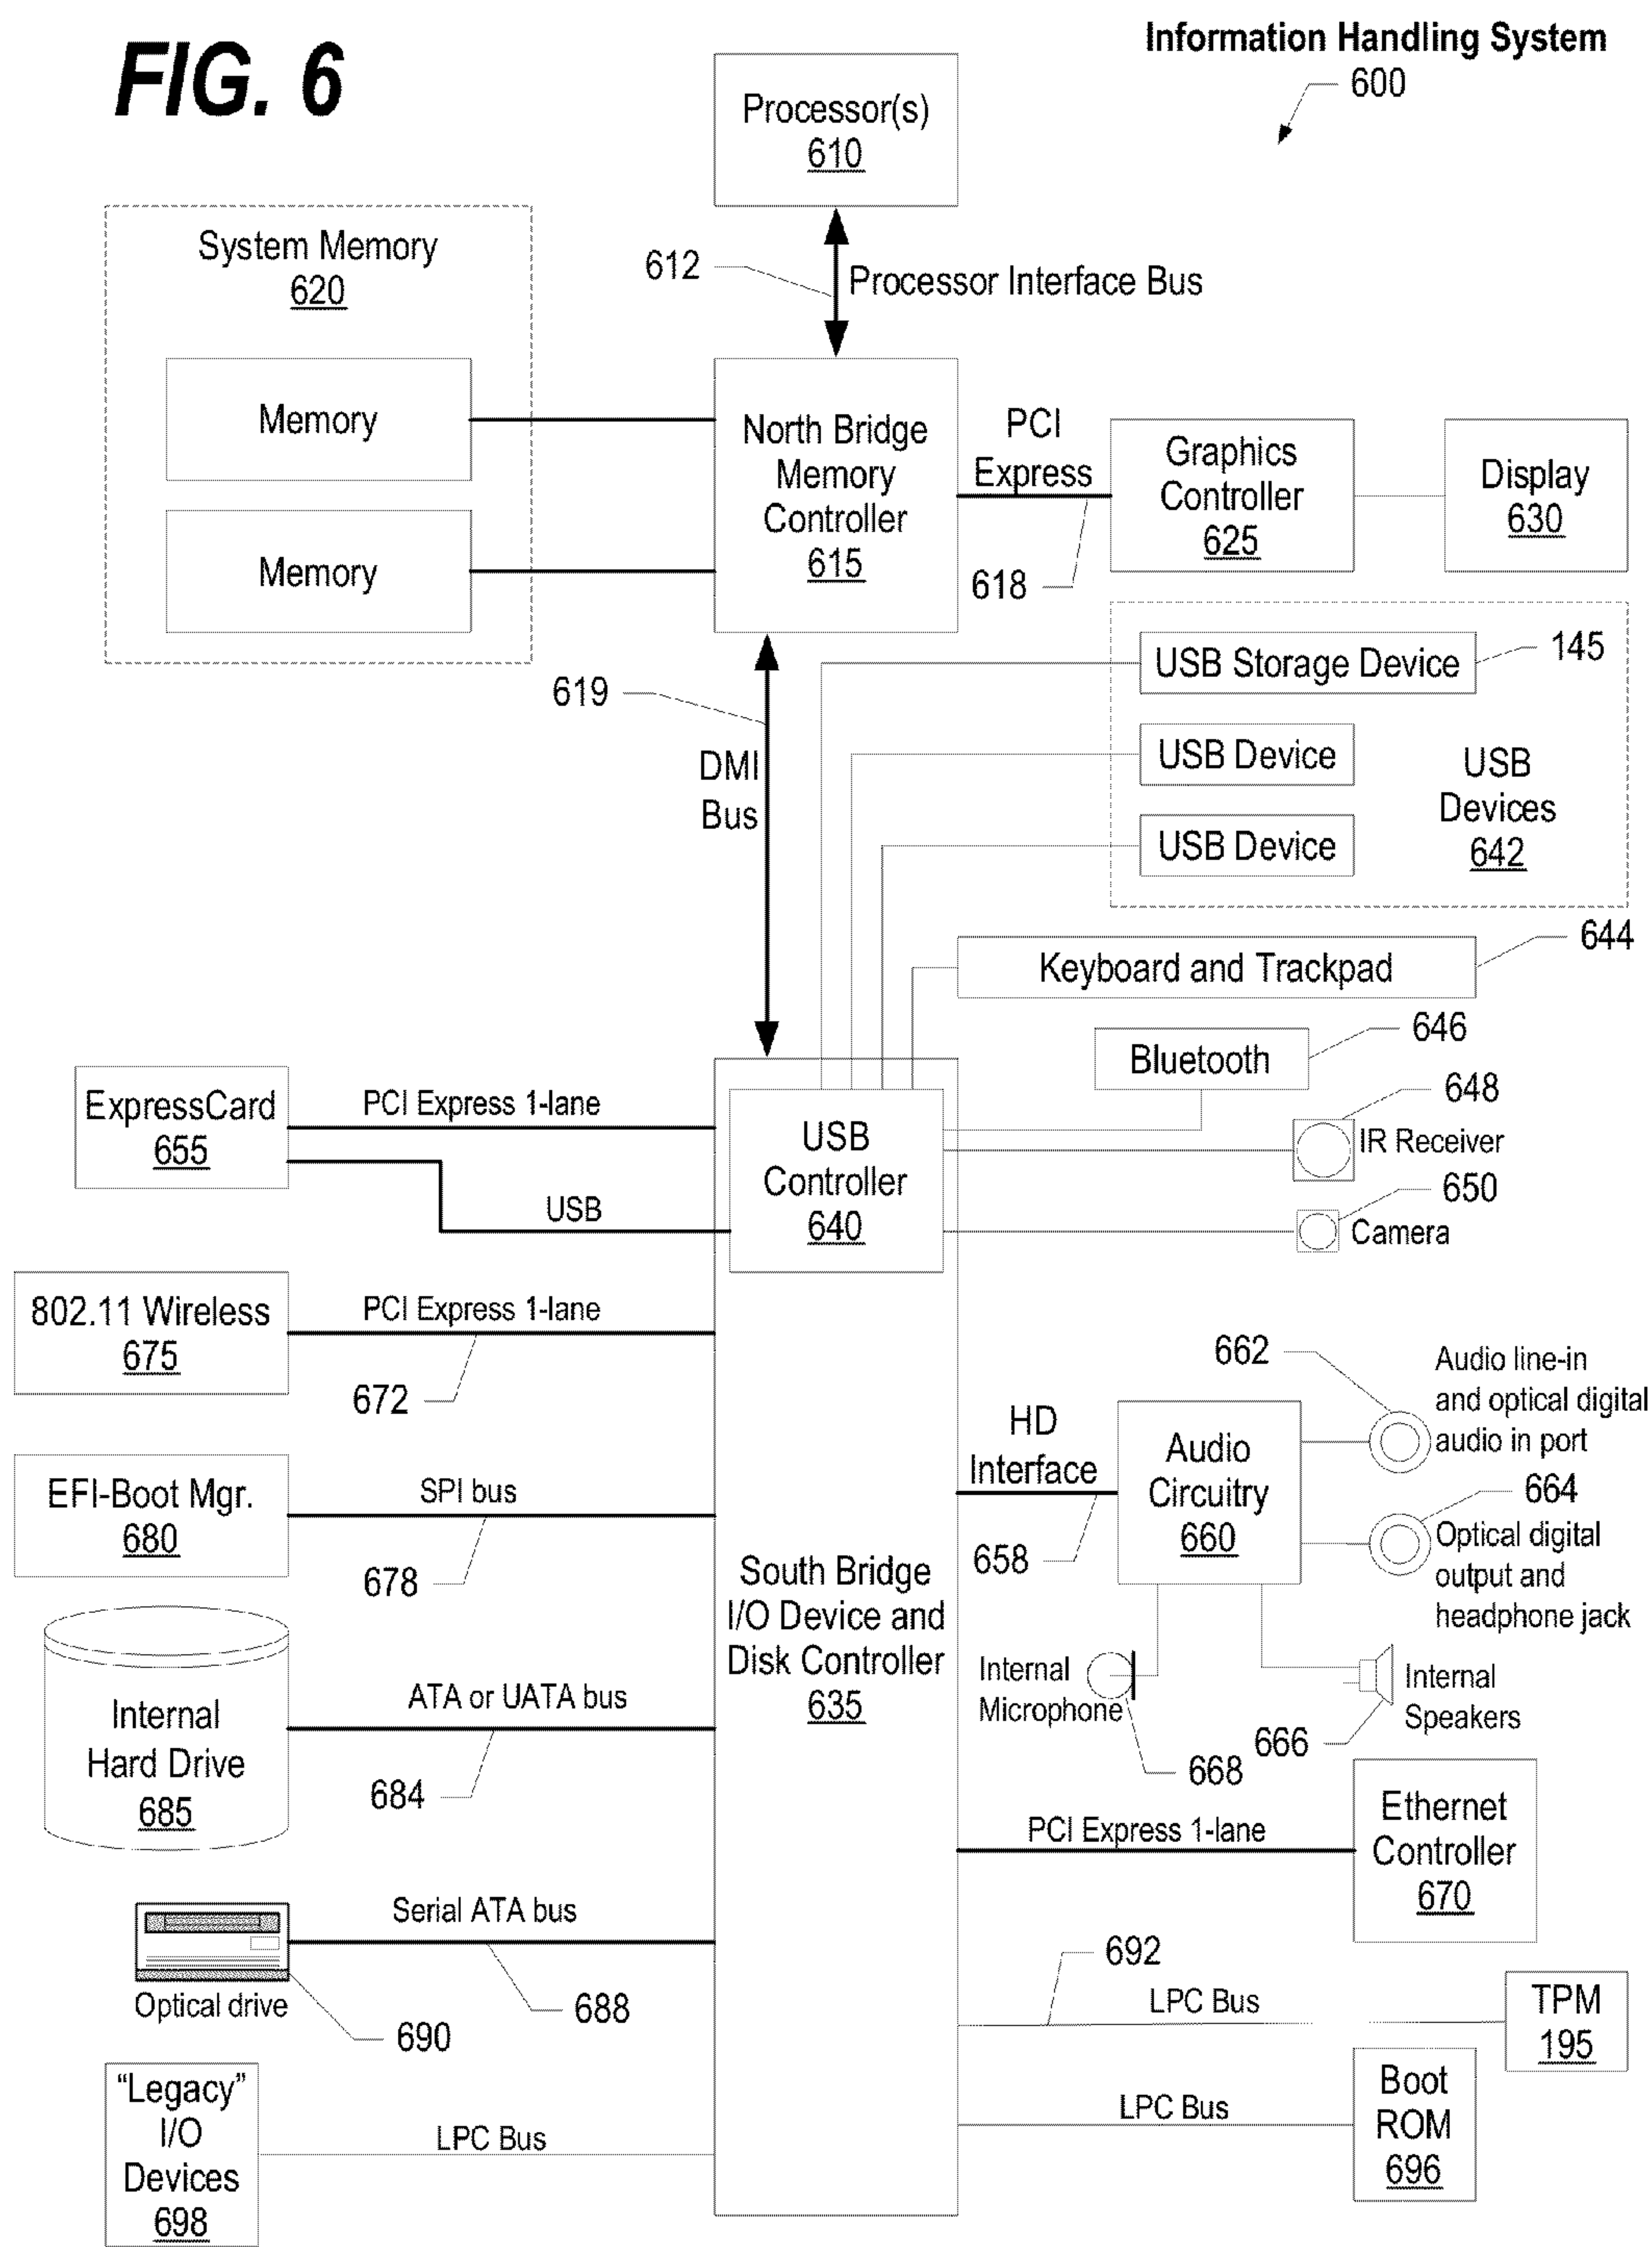 FIG. 6
Information Handling System
600
Processor(s)
610
System Memory
620
612
Processor Interface Bus
Memory
Memory
North Bridge
Memory
Controller
615
PCI
Express
618
Graphics
Controller
625
Display
630
619
DMI
Bus
USB Storage Device
145
USB Device
USB Device
USB
Devices
642
644
Keyboard and Trackpad
646
Bluetooth
648
IR Receiver
650
Camera
ExpressCard
655
PCI Express 1-lane
USB
USB
Controller
640
802.11 Wireless
675
PCI Express 1-lane
672
662
Audio line-in
and optical digital
audio in port
HD
Interface
658
Audio
Circuitry
660
664
Optical digital
output and
headphone jack
EFI-Boot Mgr.
680
SPI bus
678
South Bridge
I/O Device and
Disk Controller
635
Internal
Microphone
668
Internal
Speakers
666
Internal
Hard Drive
685
ATA or UATA bus
684
PCI Express 1-lane
Ethernet
Controller
670
Serial ATA bus
688
Optical drive
690
692
LPC Bus
TPM
195
“Legacy”
I/O
Devices
698
LPC Bus
LPC Bus
Boot
ROM
696